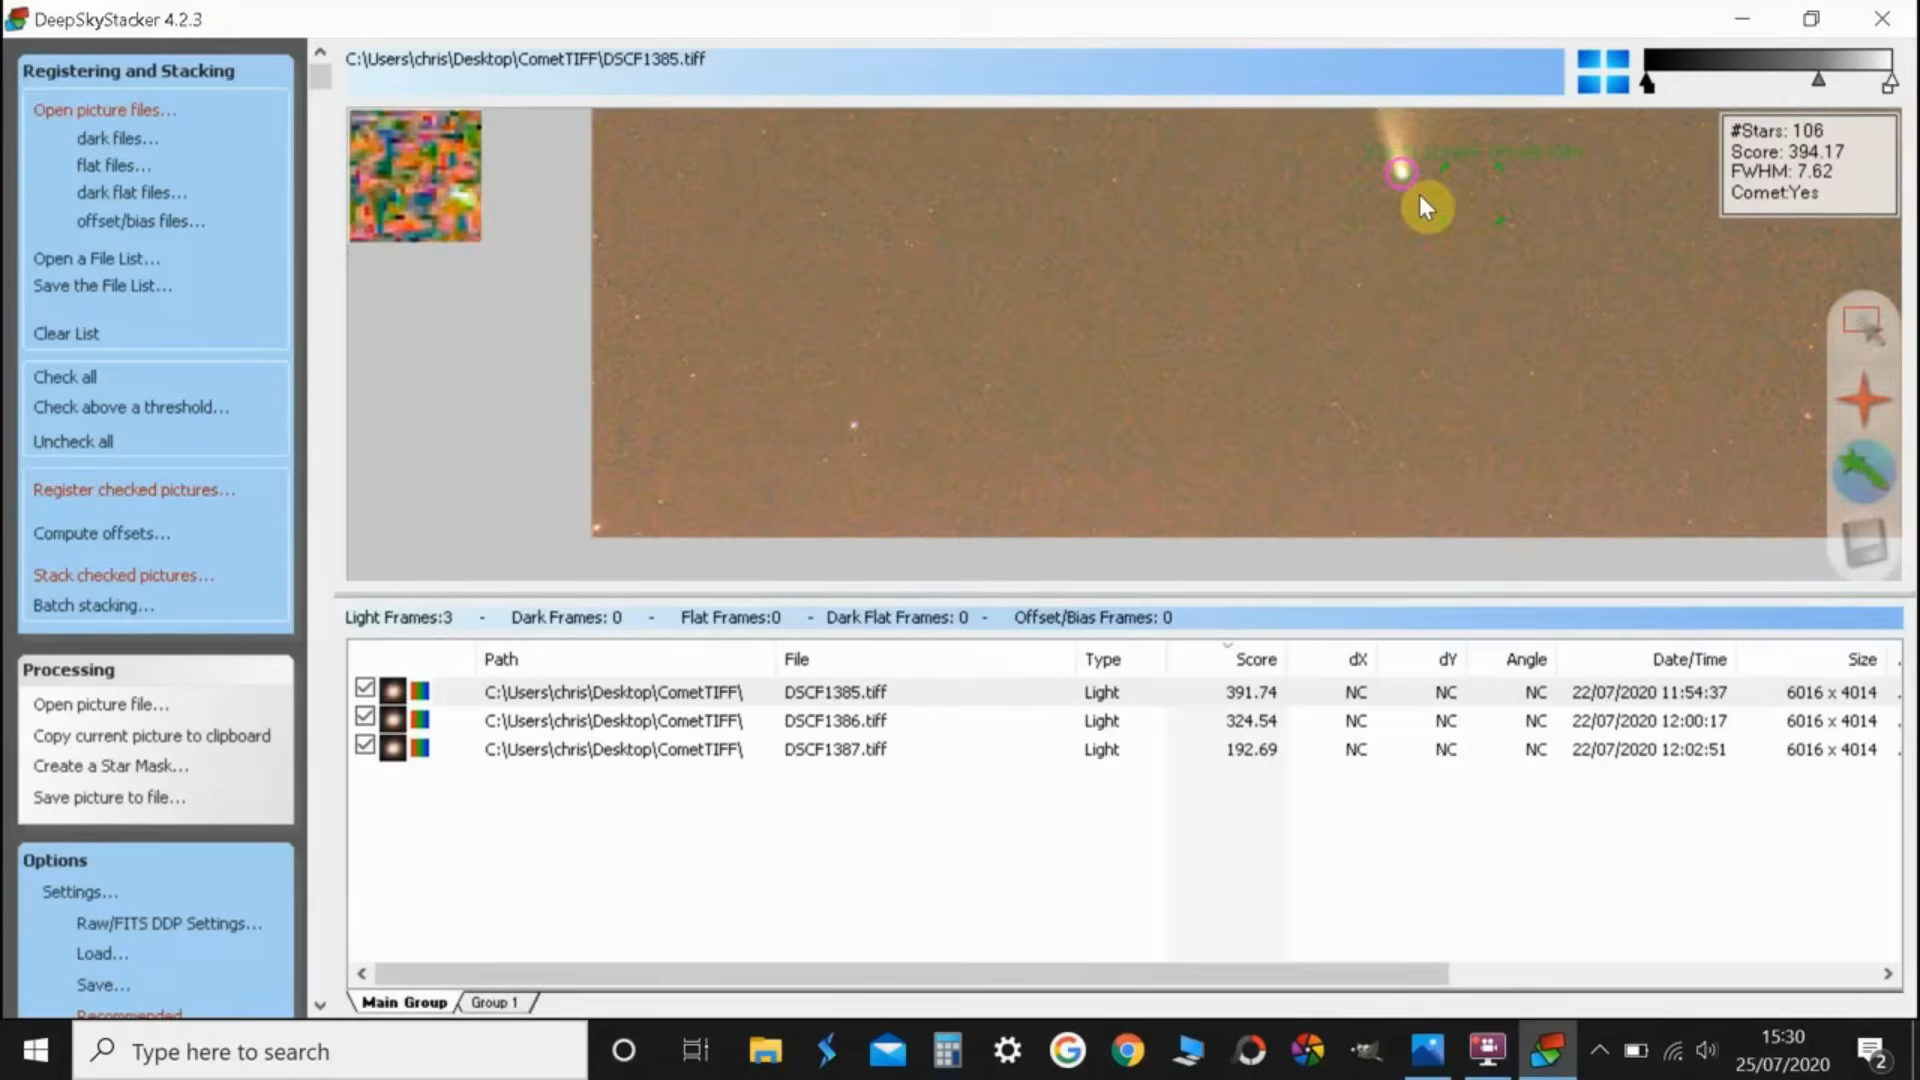 DeepSkyStacker 4.2.3
Registering and Stacking
Open picture files...
dark files...
flat files...
dark flat files...
offset/bias files...
Open a File List...
Save the File List...
Clear List
Check all
Check above a threshold...
Uncheck all
Register checked pictures...
Compute offsets...
Stack checked pictures...
Batch stacking...
Processing
Open picture file...
Copy current picture to clipboard
Create a Star Mask...
Save picture to file...
Options
Settings...
Raw/FITS DDP Settings...
Load...
Save...
Recommended
C:\Users\chris\Desktop\CometTIFF\DSCF1385.tiff
#Stars: 106
Score: 394.17
FWHM: 7.62
Comet:Yes
Light Frames:3 - Dark Frames: 0 - Flat Frames:0 - Dark Flat Frames: 0 - Offset/Bias Frames: 0
Path File Type Score dX dY Angle Date/Time Size
C:\Users\chris\Desktop\CometTIFF\ DSCF1385.tiff Light 391.74 NC NC NC 22/07/2020 11:54:37 6016 x 4014
C:\Users\chris\Desktop\CometTIFF\ DSCF1386.tiff Light 324.54 NC NC NC 22/07/2020 12:00:17 6016 x 4014
C:\Users\chris\Desktop\CometTIFF\ DSCF1387.tiff Light 192.69 NC NC NC 22/07/2020 12:02:51 6016 x 4014
Main Group Group 1
Type here to search
15:30
25/07/2020
2